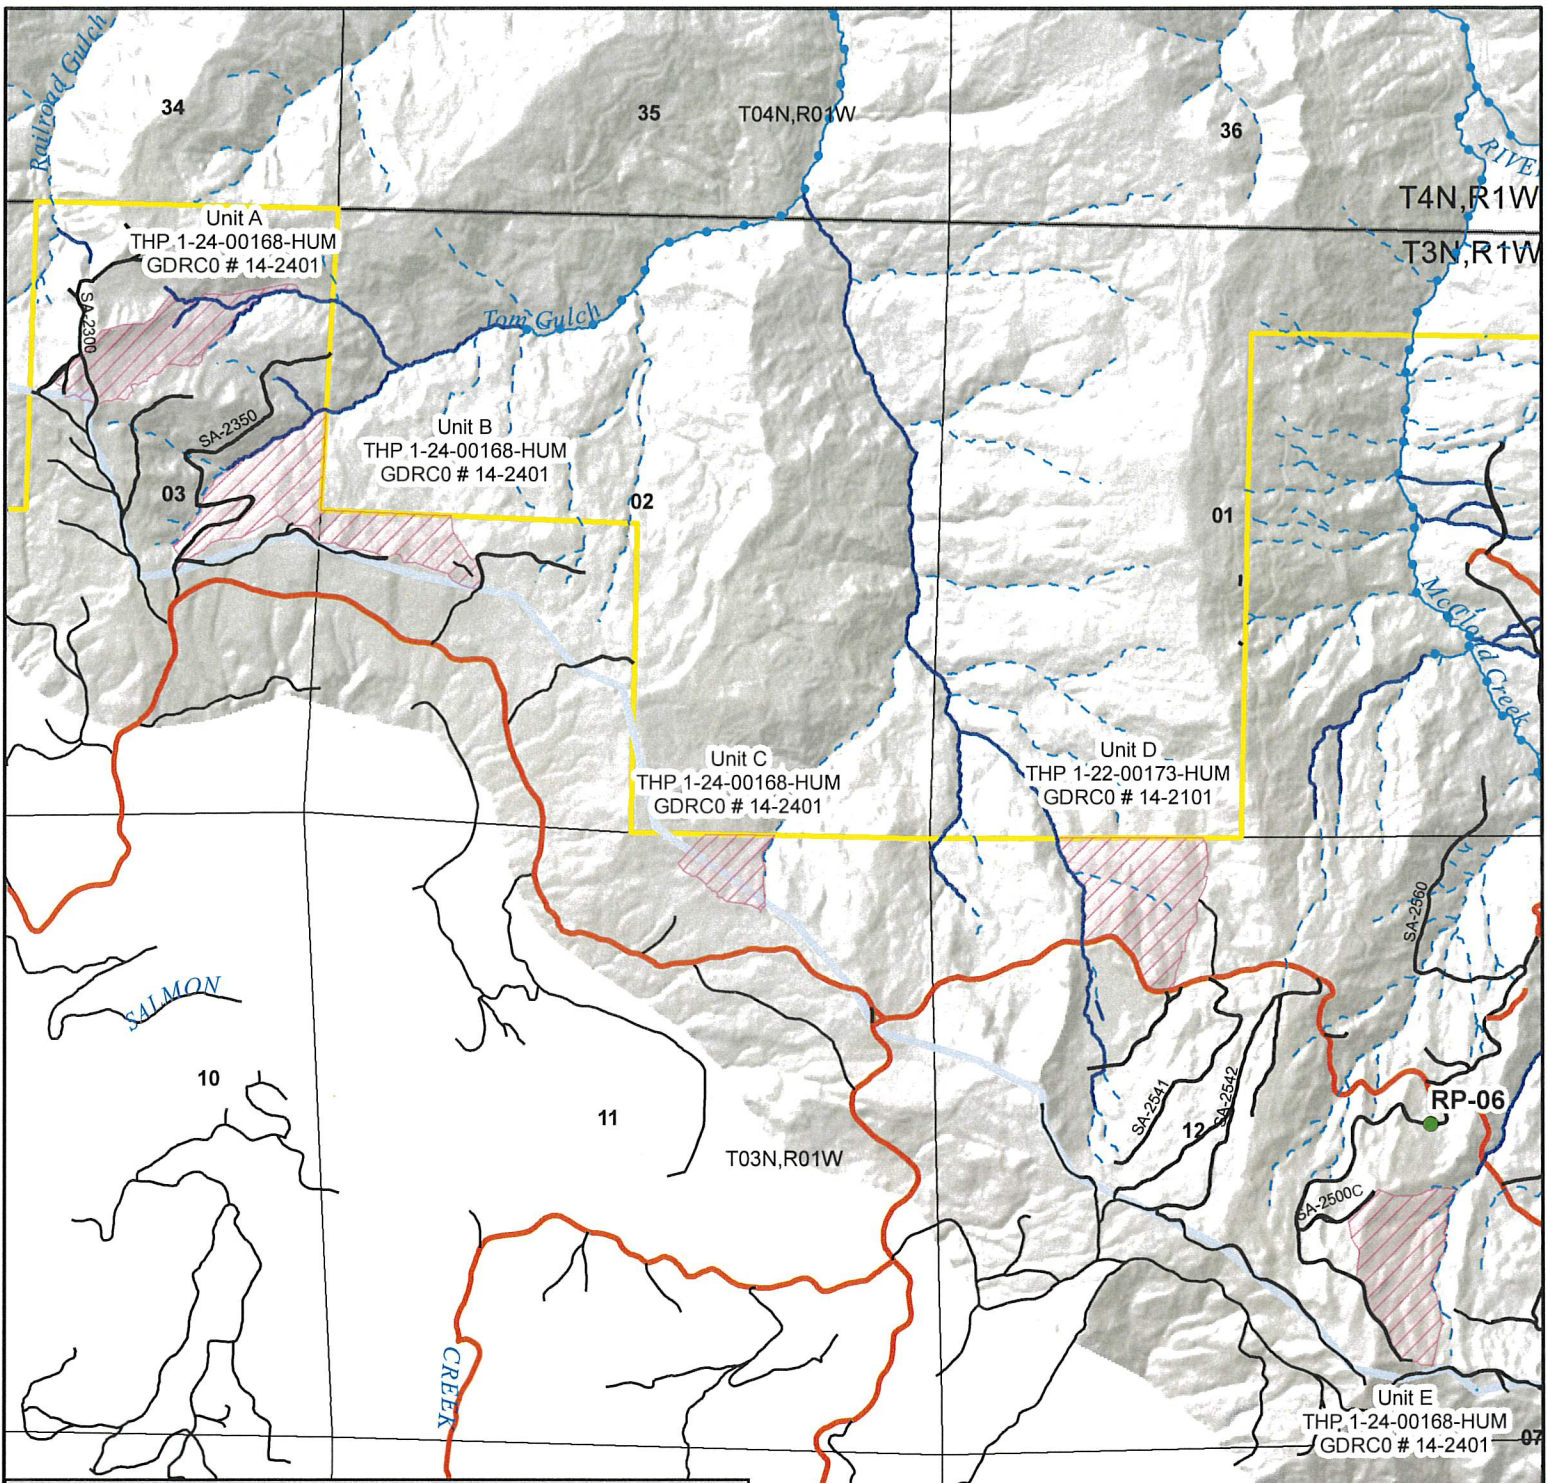 Railroad Gulch
34
35
T04N,R01W
36
RIVE
T4N,R1W
T3N,R1W
Unit A
THP 1-24-00168-HUM
GDRC0 # 14-2401
SA-2300
Tom Gulch
SA-2350
Unit B
THP 1-24-00168-HUM
GDRC0 # 14-2401
03
02
01
McCloud Creek
Unit C
THP 1-24-00168-HUM
GDRC0 # 14-2401
Unit D
THP 1-22-00173-HUM
GDRC0 # 14-2101
SA-2560
SALMON
10
11
T03N,R01W
SA-2541
SA-2542
12
RP-06
SA-2500C
CREEK
Unit E
THP 1-24-00168-HUM
GDRC0 # 14-2401
07